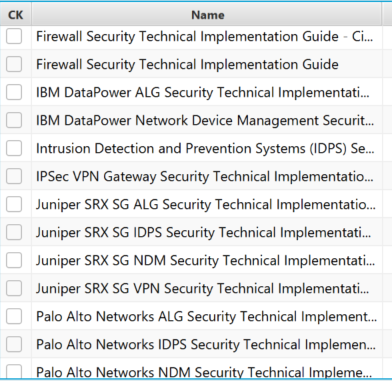 CK Name
Firewall Security Technical Implementation Guide - Ci...
Firewall Security Technical Implementation Guide
IBM DataPower ALG Security Technical Implementati...
IBM DataPower Network Device Management Securit...
Intrusion Detection and Prevention Systems (IDPS) Se...
IPSec VPN Gateway Security Technical Implementatio...
Juniper SRX SG ALG Security Technical Implementatio...
Juniper SRX SG IDPS Security Technical Implementati...
Juniper SRX SG NDM Security Technical Implementati...
Juniper SRX SG VPN Security Technical Implementati...
Palo Alto Networks ALG Security Technical Implement...
Palo Alto Networks IDPS Security Technical Implemen...
Palo Alto Networks NDM Security Technical Impleme...